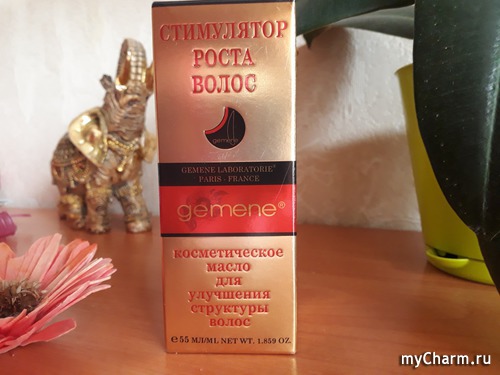 СТИМУЛЯТОР
РОСТА
ВОЛОС
gemene
GEMENE LABORATORIE®
PARIS - FRANCE
gemene®
косметическое
масло
для
улучшения
структуры
волос
℮ 55 МЛ/ML NET WT. 1.859 OZ.
myCharm.ru